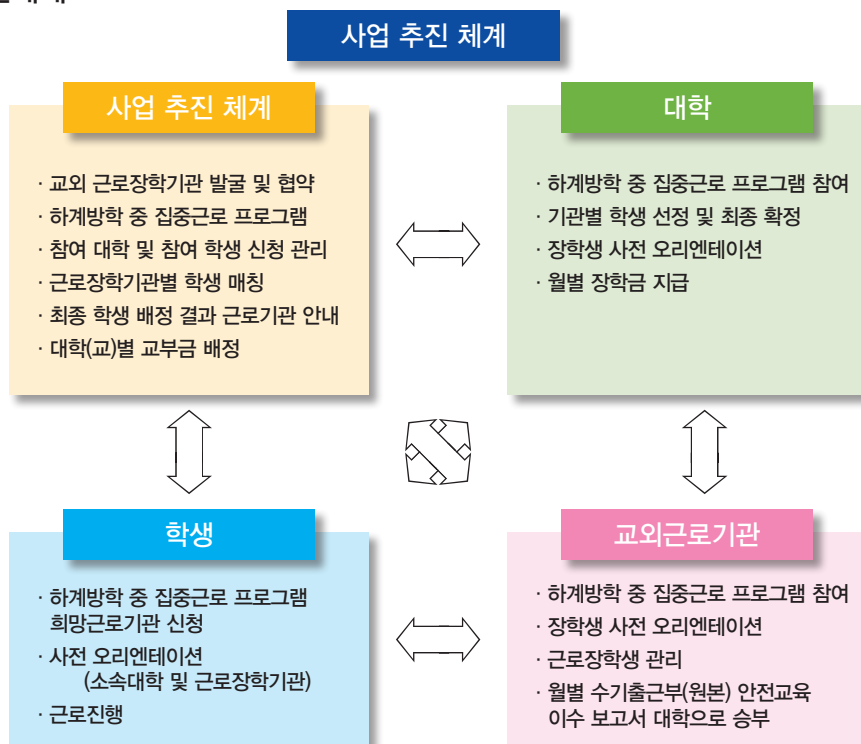 사업 추진 체계
사업 추진 체계
· 교외 근로장학기관 발굴 및 협약
· 하계방학 중 집중근로 프로그램
· 참여 대학 및 참여 학생 신청 관리
· 근로장학기관별 학생 매칭
· 최종 학생 배정 결과 근로기관 안내
· 대학(교)별 교부금 배정
대학
· 하계방학 중 집중근로 프로그램 참여
· 기관별 학생 선정 및 최종 확정
· 장학생 사전 오리엔테이션
· 월별 장학금 지급
학생
· 하계방학 중 집중근로 프로그램
희망근로기관 신청
· 사전 오리엔테이션
(소속대학 및 근로장학기관)
· 근로진행
교외근로기관
· 하계방학 중 집중근로 프로그램 참여
· 장학생 사전 오리엔테이션
· 근로장학생 관리
· 월별 수기출근부(원본) 안전교육
이수 보고서 대학으로 승부